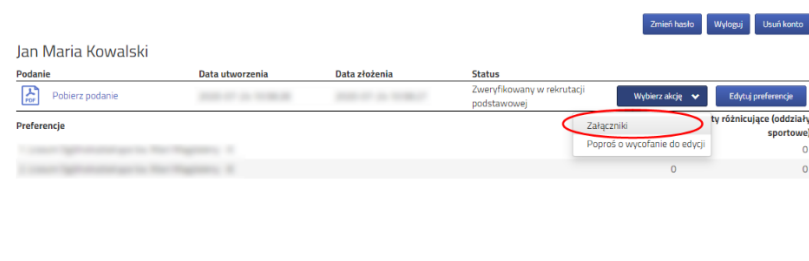 Zmień hasło Wyloguj Usuń konto
Jan Maria Kowalski
Podanie Data utworzenia Data złożenia Status
PDF Pobierz podanie Zweryfikowany w rekrutacji podstawowej Wybierz akcję Edytuj preferencje
Preferencje ty różnicujące (oddziały sportowe)
Załączniki
Poproś o wycofanie do edycji
0
0 0